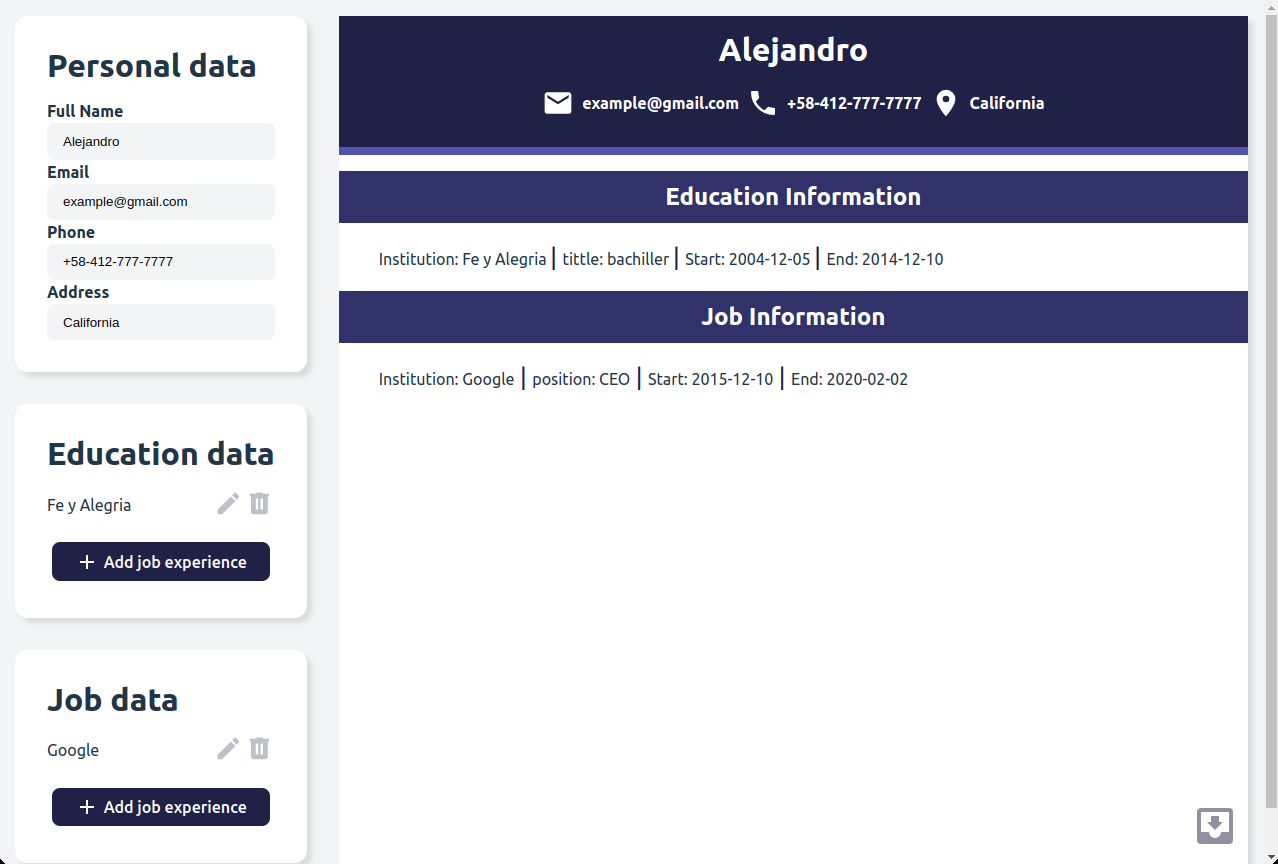 Personal data
Full Name
Alejandro
Email
example@gmail.com
Phone
+58-412-777-7777
Address
California
Education data
Fe y Alegria
Add job experience
Job data
Google
Add job experience
Alejandro
example@gmail.com +58-412-777-7777 California
Education Information
Institution: Fe y Alegria | tittle: bachiller | Start: 2004-12-05 | End: 2014-12-10
Job Information
Institution: Google | position: CEO | Start: 2015-12-10 | End: 2020-02-02